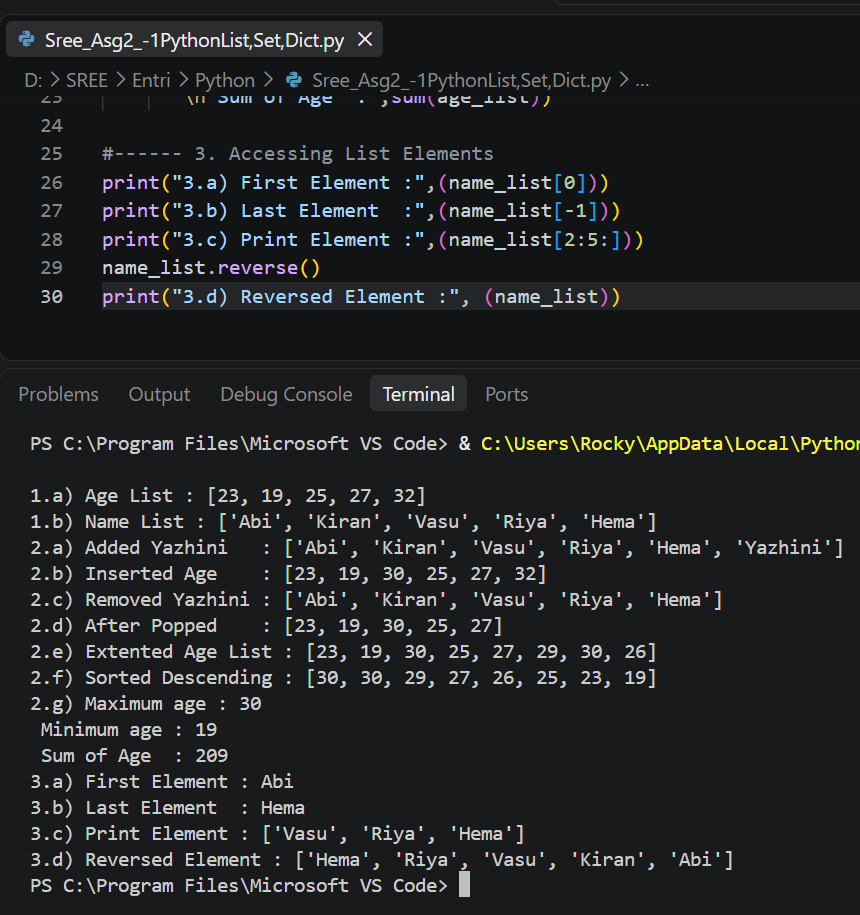 Sree_Asg2_-1PythonList,Set,Dict.py
D: > SREE > Entri > Python > Sree_Asg2_-1PythonList,Set,Dict.py > ...
23 \n Sum of Age  :",sum(age_list))
24
25 #------ 3. Accessing List Elements
26 print("3.a) First Element :",(name_list[0]))
27 print("3.b) Last Element  :",(name_list[-1]))
28 print("3.c) Print Element :",(name_list[2:5:]))
29 name_list.reverse()
30 print("3.d) Reversed Element :", (name_list))
Problems Output Debug Console Terminal Ports
PS C:\Program Files\Microsoft VS Code> & C:\Users\Rocky\AppData\Local\Python
1.a) Age List : [23, 19, 25, 27, 32]
1.b) Name List : ['Abi', 'Kiran', 'Vasu', 'Riya', 'Hema']
2.a) Added Yazhini   : ['Abi', 'Kiran', 'Vasu', 'Riya', 'Hema', 'Yazhini']
2.b) Inserted Age    : [23, 19, 30, 25, 27, 32]
2.c) Removed Yazhini : ['Abi', 'Kiran', 'Vasu', 'Riya', 'Hema']
2.d) After Popped    : [23, 19, 30, 25, 27]
2.e) Extented Age List : [23, 19, 30, 25, 27, 29, 30, 26]
2.f) Sorted Descending : [30, 30, 29, 27, 26, 25, 23, 19]
2.g) Maximum age : 30
Minimum age : 19
Sum of Age  : 209
3.a) First Element : Abi
3.b) Last Element  : Hema
3.c) Print Element : ['Vasu', 'Riya', 'Hema']
3.d) Reversed Element : ['Hema', 'Riya', 'Vasu', 'Kiran', 'Abi']
PS C:\Program Files\Microsoft VS Code>